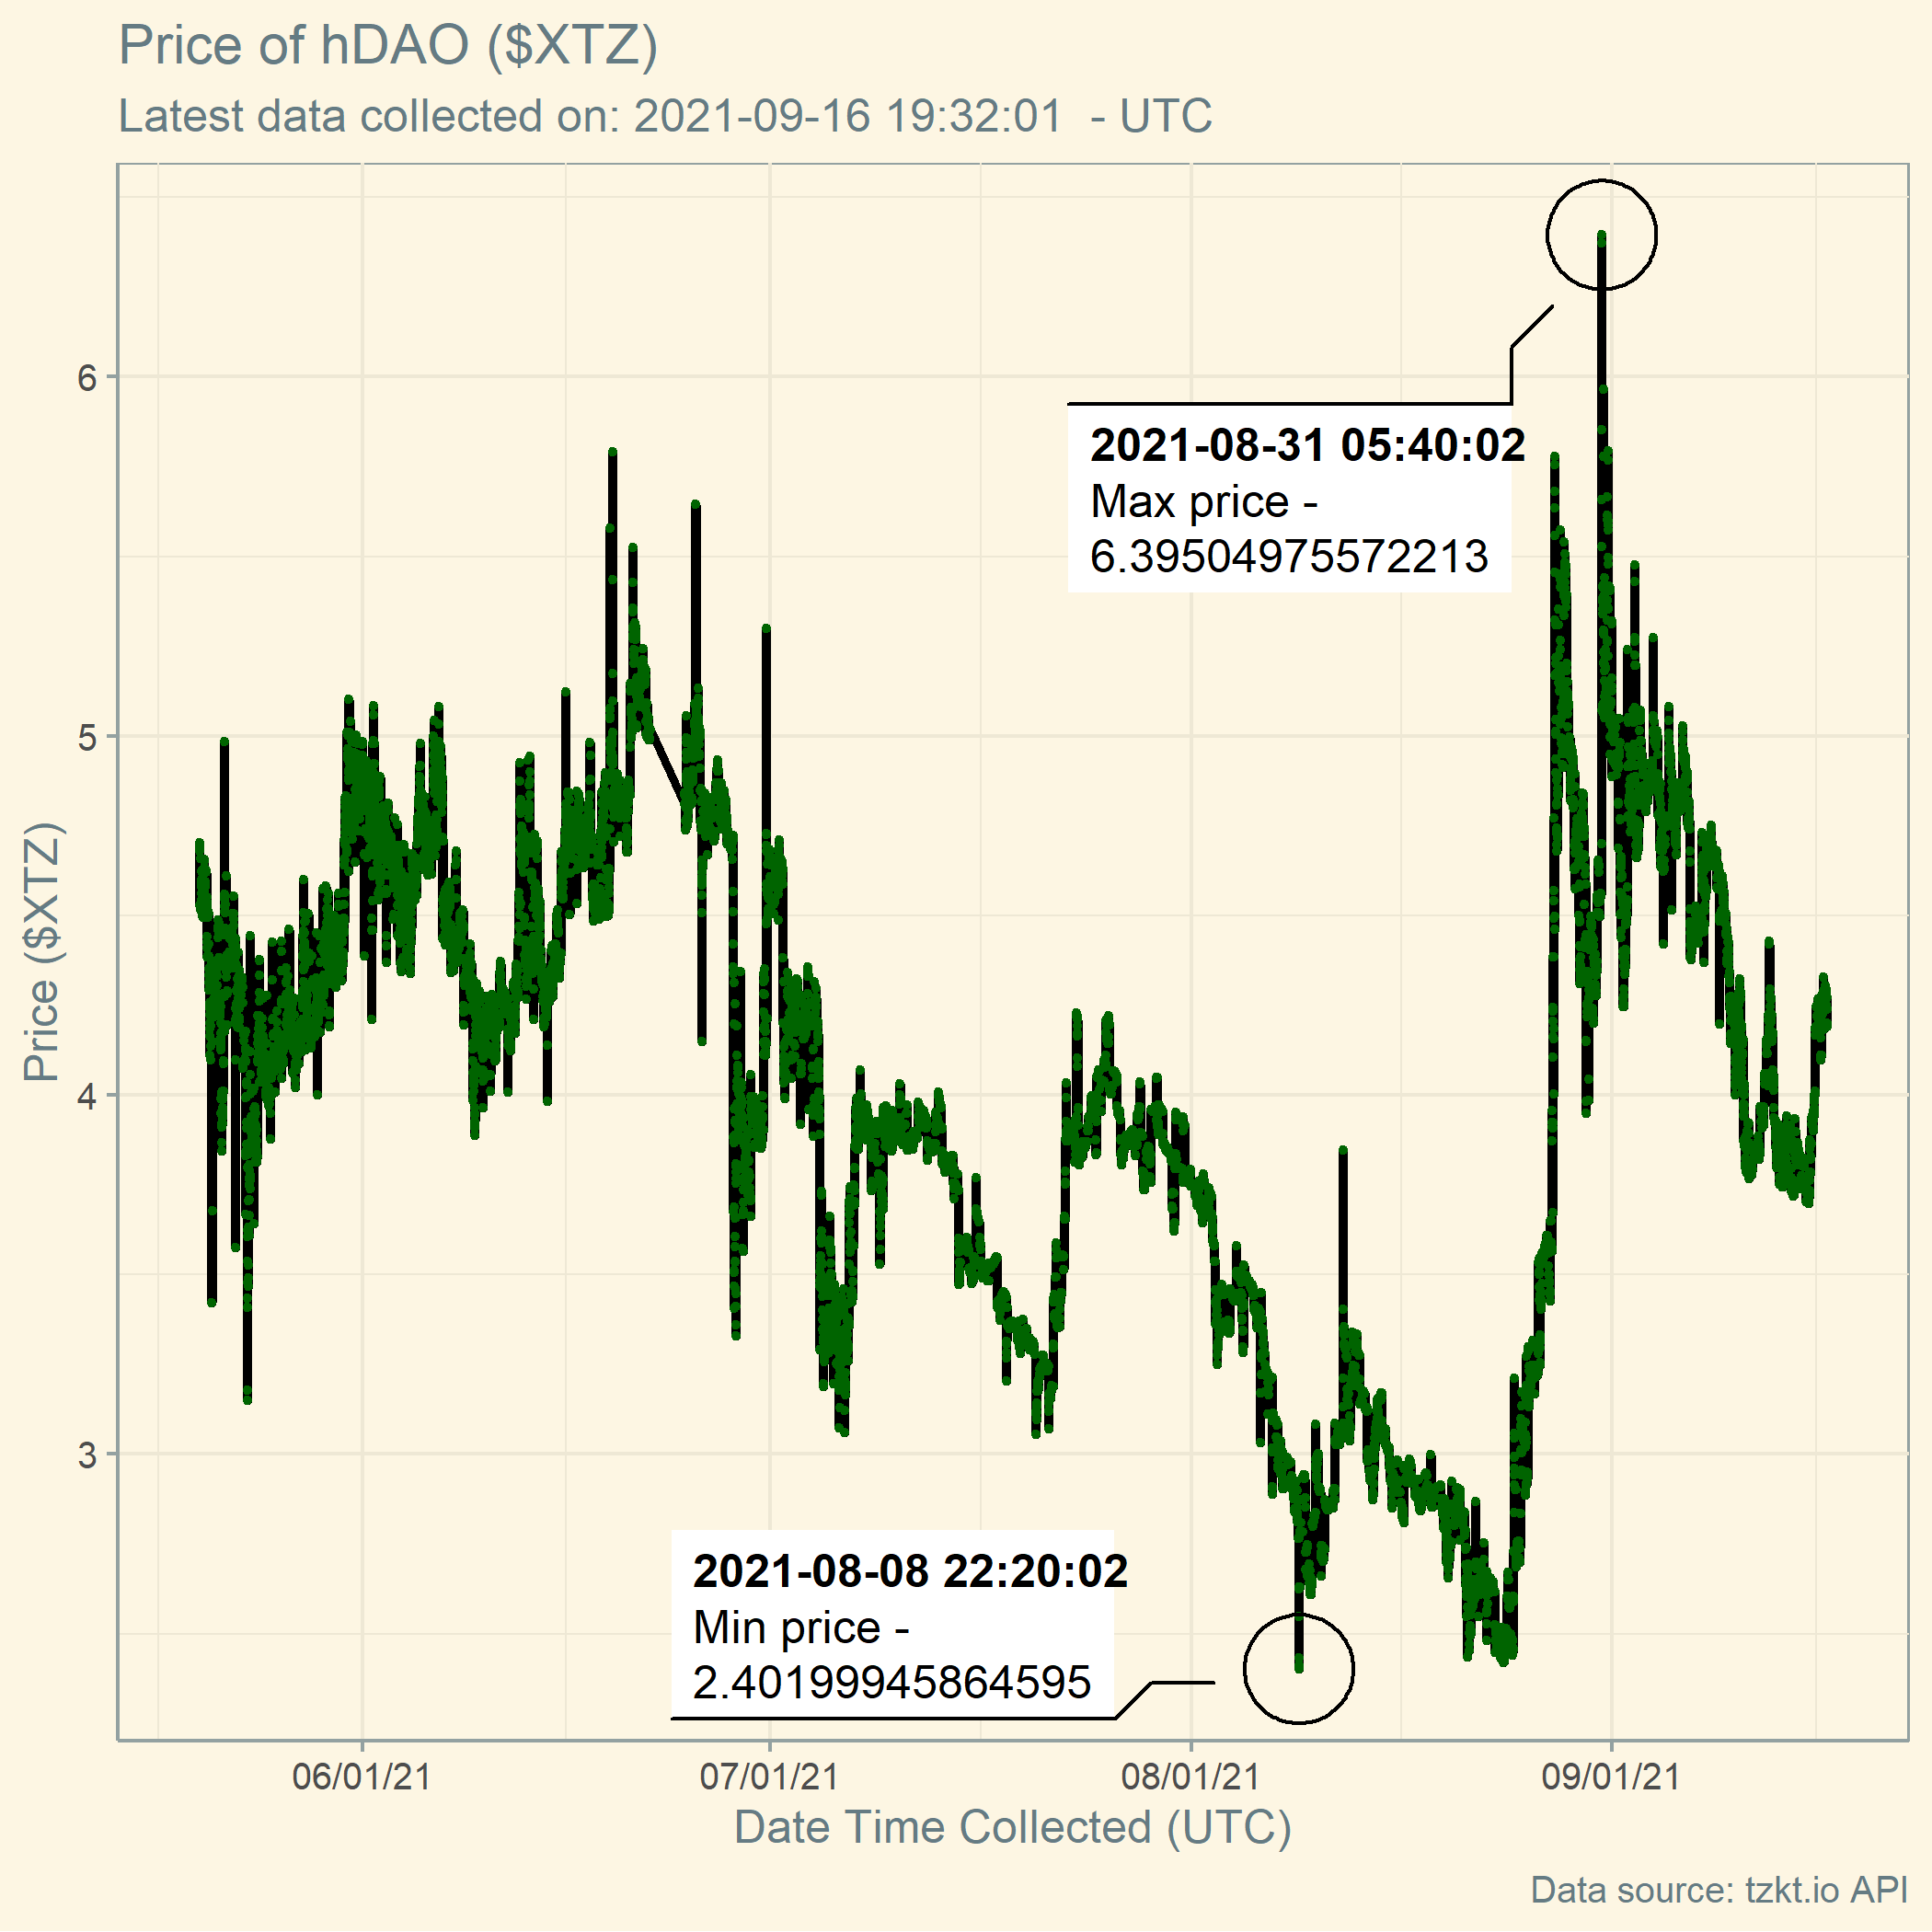 Price of hDAO ($XTZ)
Latest data collected on: 2021-09-16 19:32:01  - UTC
Price ($XTZ)
6
5
4
3
2021-08-31 05:40:02
Max price -
6.39504975572213
2021-08-08 22:20:02
Min price -
2.40199945864595
06/01/21
07/01/21
08/01/21
09/01/21
Date Time Collected (UTC)
Data source: tzkt.io API